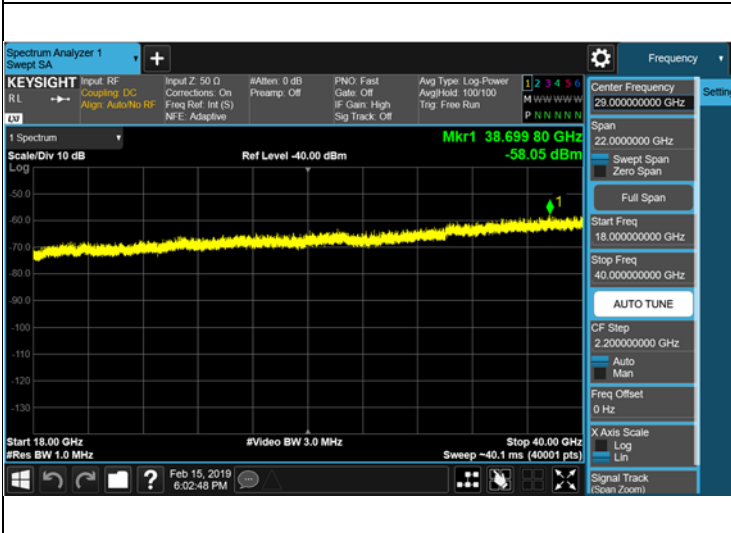 Spectrum Analyzer 1
Swept SA
Frequency
KEYSIGHT
RL
LXI
Input: RF
Coupling: DC
Align: Auto/No RF
Input Z: 50 Ω
Corrections: On
Freq Ref: Int (S)
NFE: Adaptive
#Atten: 0 dB
Preamp: Off
PNO: Fast
Gate: Off
IF Gain: High
Sig Track: Off
Avg Type: Log-Power
Avg|Hold: 100/100
Trig: Free Run
1 2 3 4 5 6
M W W W W W
P N N N N N
1 Spectrum
Mkr1 38.699 80 GHz
Scale/Div 10 dB
Ref Level -40.00 dBm
-58.05 dBm
Log
1
-50.0
-60.0
-70.0
-80.0
-90.0
-100
-110
-120
-130
Start 18.00 GHz
#Video BW 3.0 MHz
Stop 40.00 GHz
#Res BW 1.0 MHz
Sweep ~40.1 ms (40001 pts)
Feb 15, 2019
6:02:48 PM
Center Frequency
29.000000000 GHz
Settin
Span
22.0000000 GHz
Swept Span
Zero Span
Full Span
Start Freq
18.000000000 GHz
Stop Freq
40.000000000 GHz
AUTO TUNE
CF Step
2.200000000 GHz
Auto
Man
Freq Offset
0 Hz
X Axis Scale
Log
Lin
Signal Track
(Span Zoom)